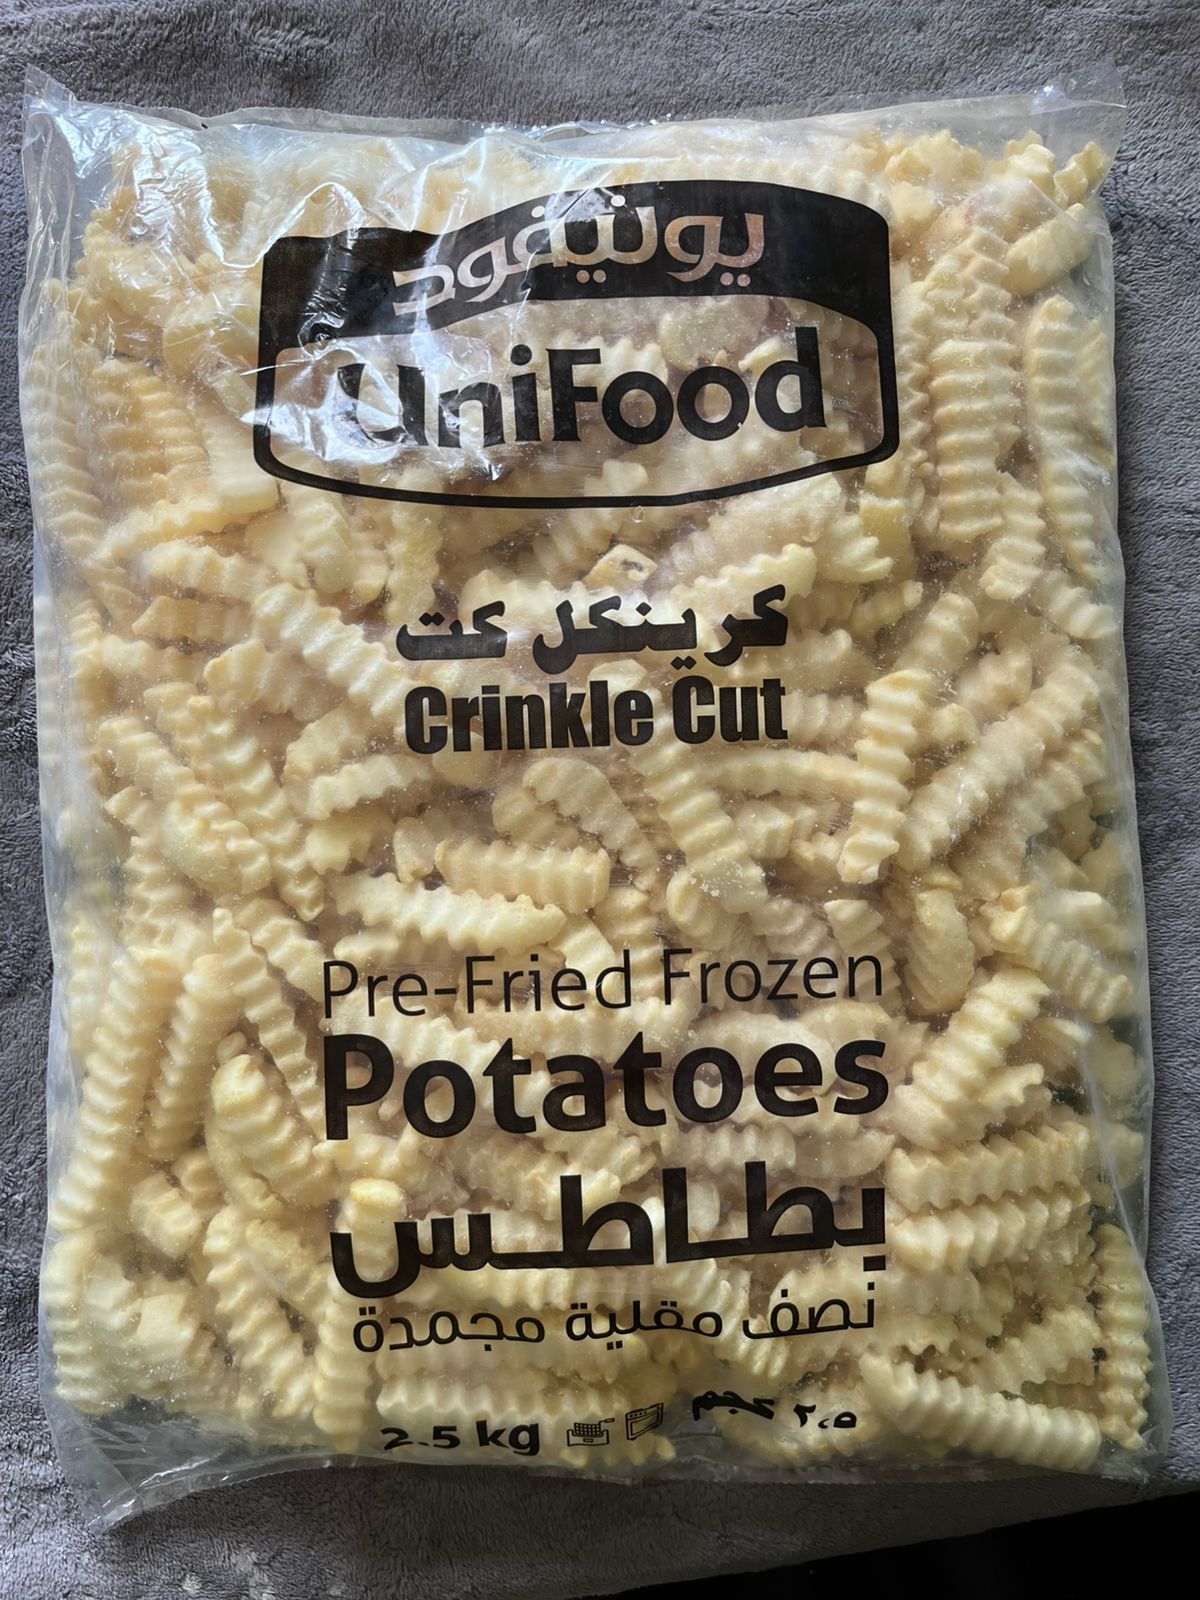 يونيفود
UniFood
كرينكل كت
Crinkle Cut
Pre-Fried Frozen
Potatoes
بطاطس
نصف مقلية مجمدة
2.5 kg ٢،٥ كجم